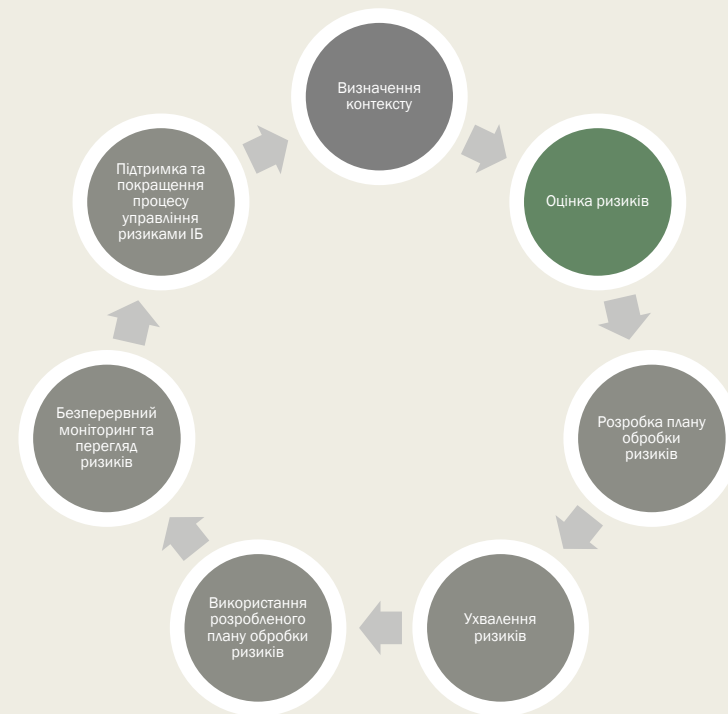 Визначення
контексту
Оцінка ризиків
Розробка плану
обробки
ризиків
Ухвалення
ризиків
Використання
розробленого
плану обробки
ризиків
Безперервний
моніторинг та
перегляд
ризиків
Підтримка та
покращення
процесу
управління
ризиками ІБ